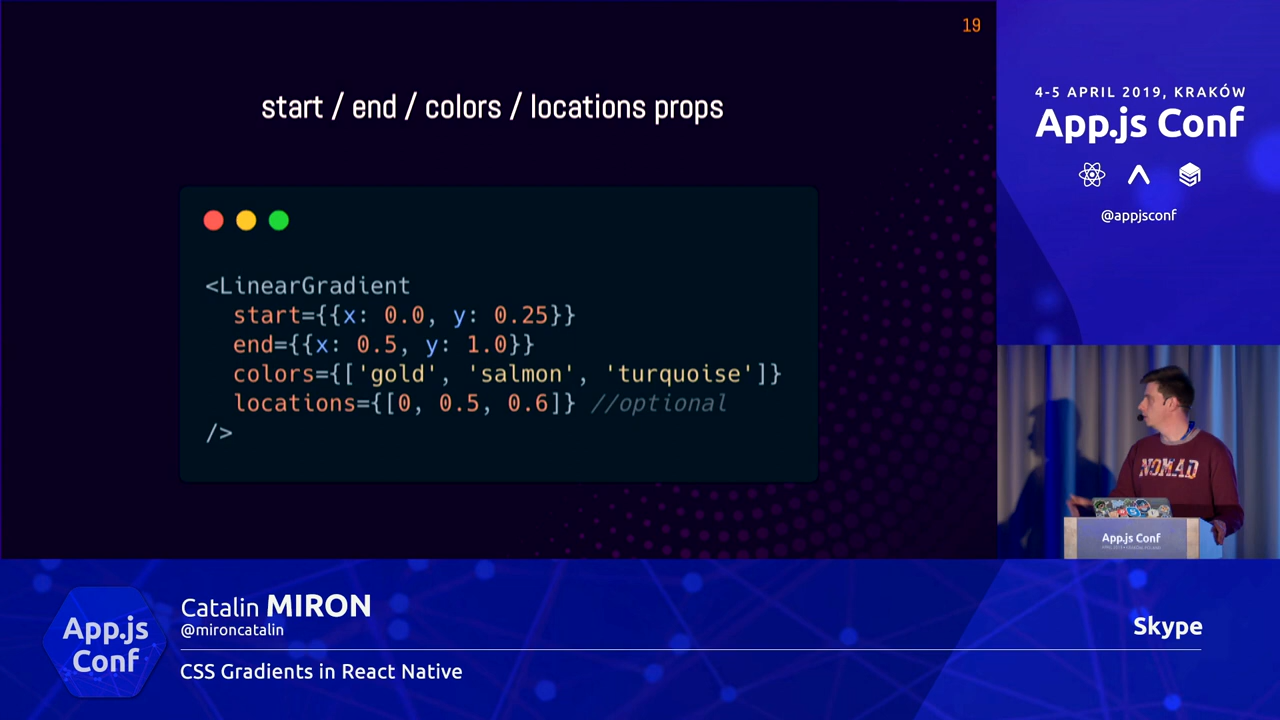 19
start / end / colors / locations props
<LinearGradient
start={{x: 0.0, y: 0.25}}
end={{x: 0.5, y: 1.0}}
colors={['gold', 'salmon', 'turquoise']}
locations={[0, 0.5, 0.6]} //optional
/>
4-5 APRIL 2019, KRAKÓW
App.js Conf
@appjsconf
NOMAD
App.js Conf
App.js
Conf
Catalin MIRON
@mironcatalin
CSS Gradients in React Native
Skype